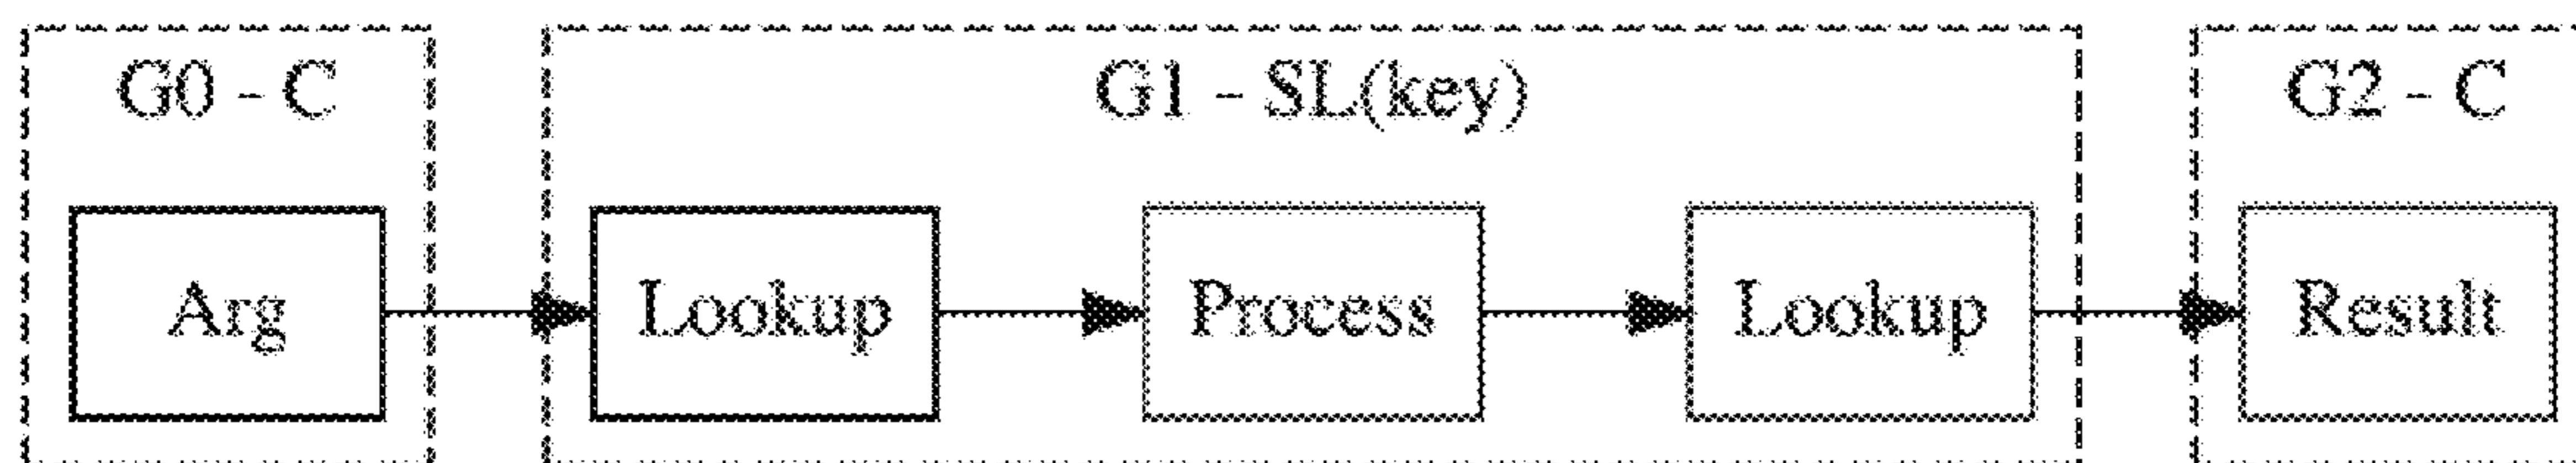 G0 - C
G1 - SL(key)
G2 - C
Arg
Lookup
Process
Lookup
Result